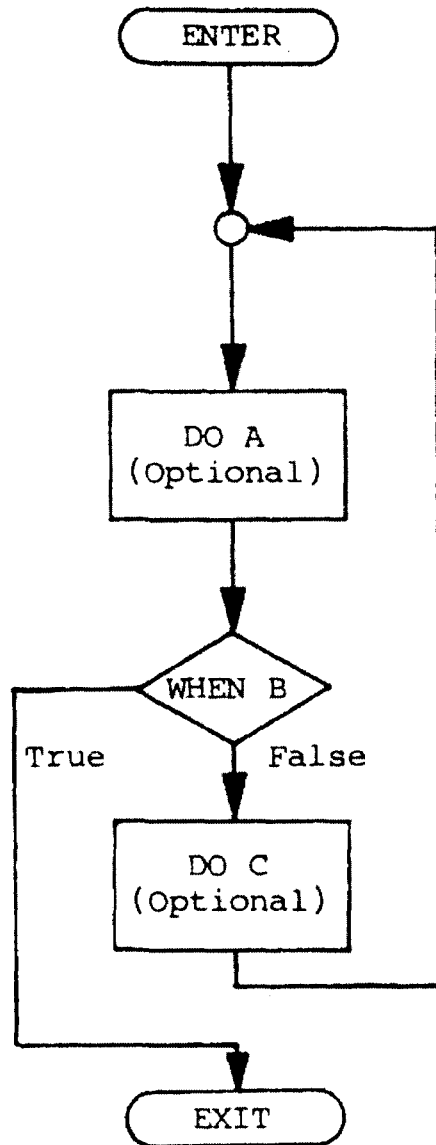 ENTER
DO A
(Optional)
WHEN B
True
False
DO C
(Optional)
EXIT